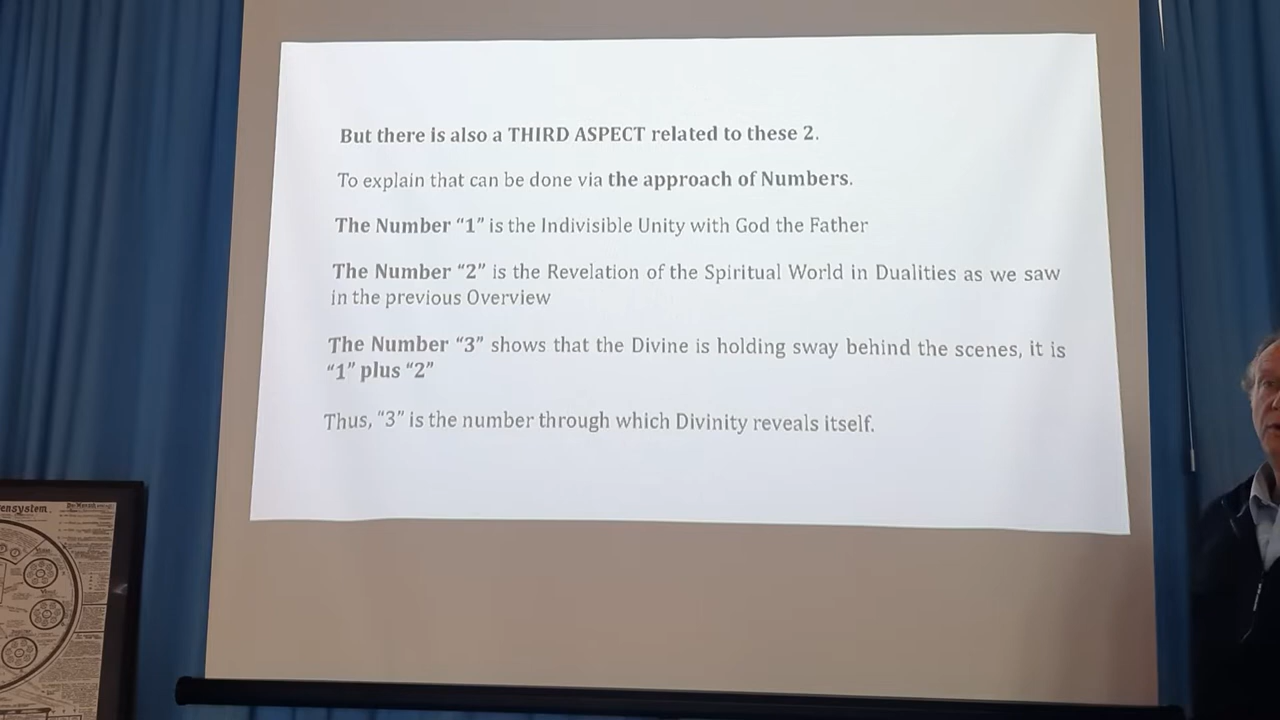 But there is also a THIRD ASPECT related to these 2.
To explain that can be done via the approach of Numbers.
The Number “1” is the Indivisible Unity with God the Father
The Number “2” is the Revelation of the Spiritual World in Dualities as we saw
in the previous Overview
The Number “3” shows that the Divine is holding sway behind the scenes, it is
“1” plus “2”
Thus, “3” is the number through which Divinity reveals itself.
ensystem.